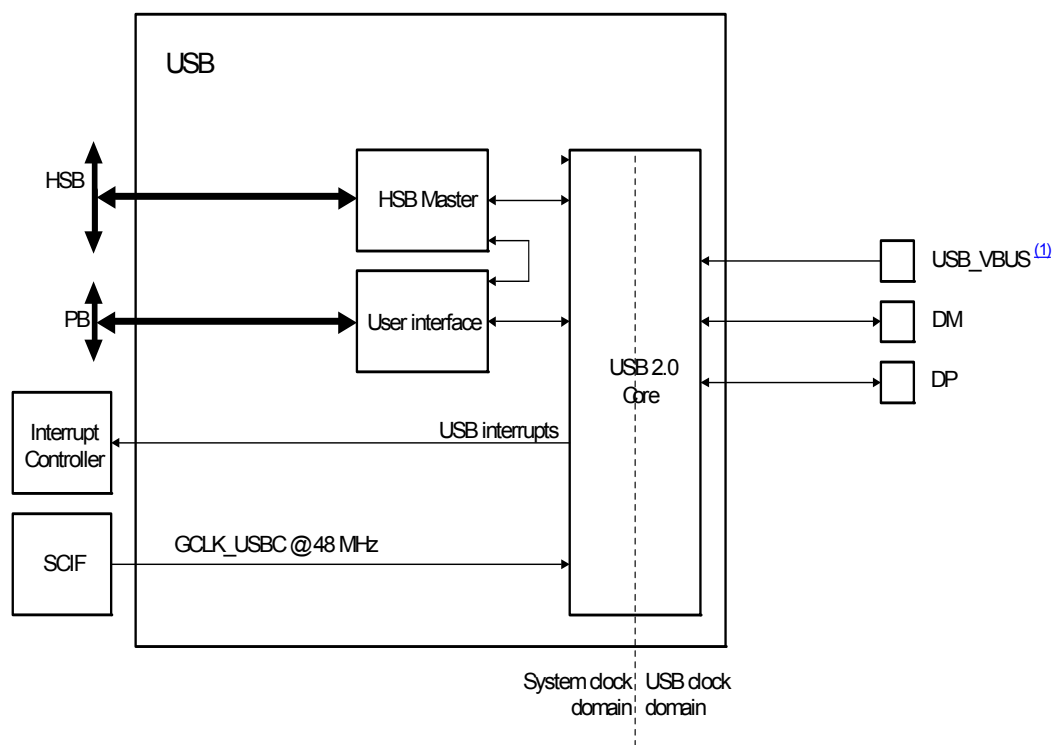 USB
HSB
HSB Master
USB_VBUS (1)
PB
User interface
DM
USB 2.0
Core
DP
Interrupt
Controller
USB interrupts
SCIF
GCLK_USBC @ 48 MHz
System clock
domain
USB clock
domain